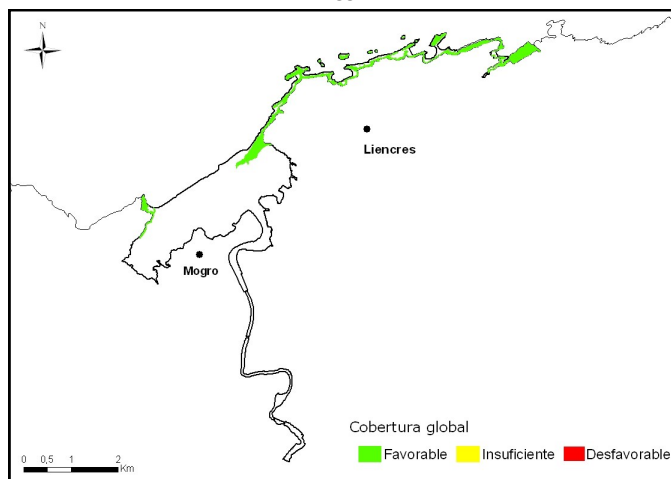 N
Liencres
Mogro
Cobertura global
Favorable Insuficiente Desfavorable
0 0,5 1 2
Km